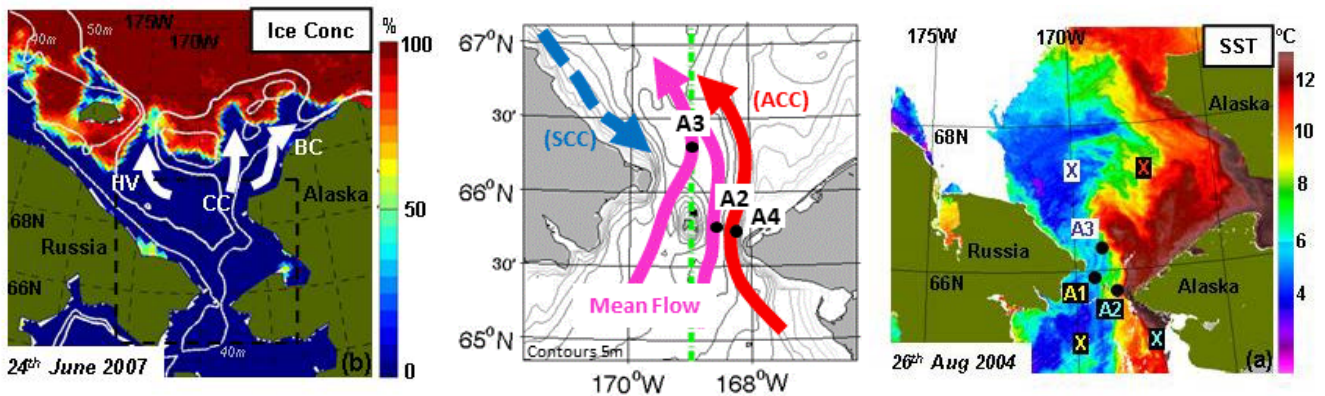 175W
170W
50m
40m
Ice Conc
%
100
50
0
HV
CC
BC
Alaska
68N
Russia
66N
40m
24th June 2007
(b)
67°N
30'
66°N
30'
65°N
(SCC)
(ACC)
A3
A2
A4
Mean Flow
Contours 5m
170°W
168°W
175W
170W
SST
°C
12
10
8
6
4
Alaska
68N
X
X
A3
Russia
66N
A1
A2
Alaska
X
X
26th Aug 2004
(a)